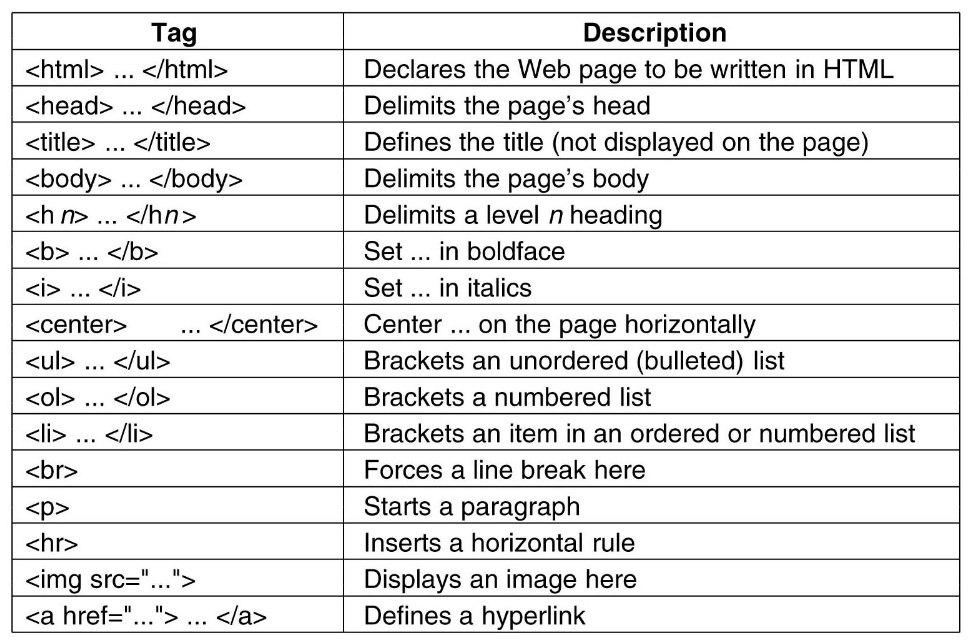 Tag Description
<html> ... </html> Declares the Web page to be written in HTML
<head> ... </head> Delimits the page's head
<title> ... </title> Defines the title (not displayed on the page)
<body> ... </body> Delimits the page's body
<h n> ... </hn> Delimits a level n heading
<b> ... </b> Set ... in boldface
<i> ... </i> Set ... in italics
<center> ... </center> Center ... on the page horizontally
<ul> ... </ul> Brackets an unordered (bulleted) list
<ol> ... </ol> Brackets a numbered list
<li> ... </li> Brackets an item in an ordered or numbered list
<br> Forces a line break here
<p> Starts a paragraph
<hr> Inserts a horizontal rule
<img src="..."> Displays an image here
<a href="..."> ... </a> Defines a hyperlink